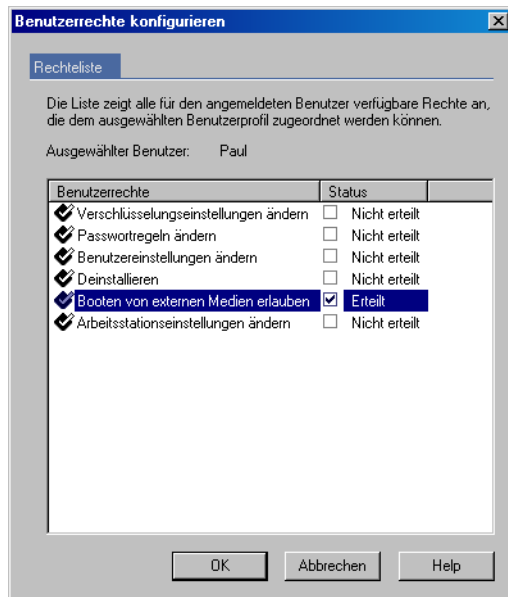 Benutzerrechte konfigurieren
Rechteliste
Die Liste zeigt alle für den angemeldeten Benutzer verfügbare Rechte an,
die dem ausgewählten Benutzerprofil zugeordnet werden können.
Ausgewählter Benutzer: Paul
Benutzerrechte Status
Verschlüsselungseinstellungen ändern Nicht erteilt
Passwortregeln ändern Nicht erteilt
Benutzereinstellungen ändern Nicht erteilt
Deinstallieren Nicht erteilt
Booten von externen Medien erlauben Erteilt
Arbeitsstationseinstellungen ändern Nicht erteilt
OK Abbrechen Help